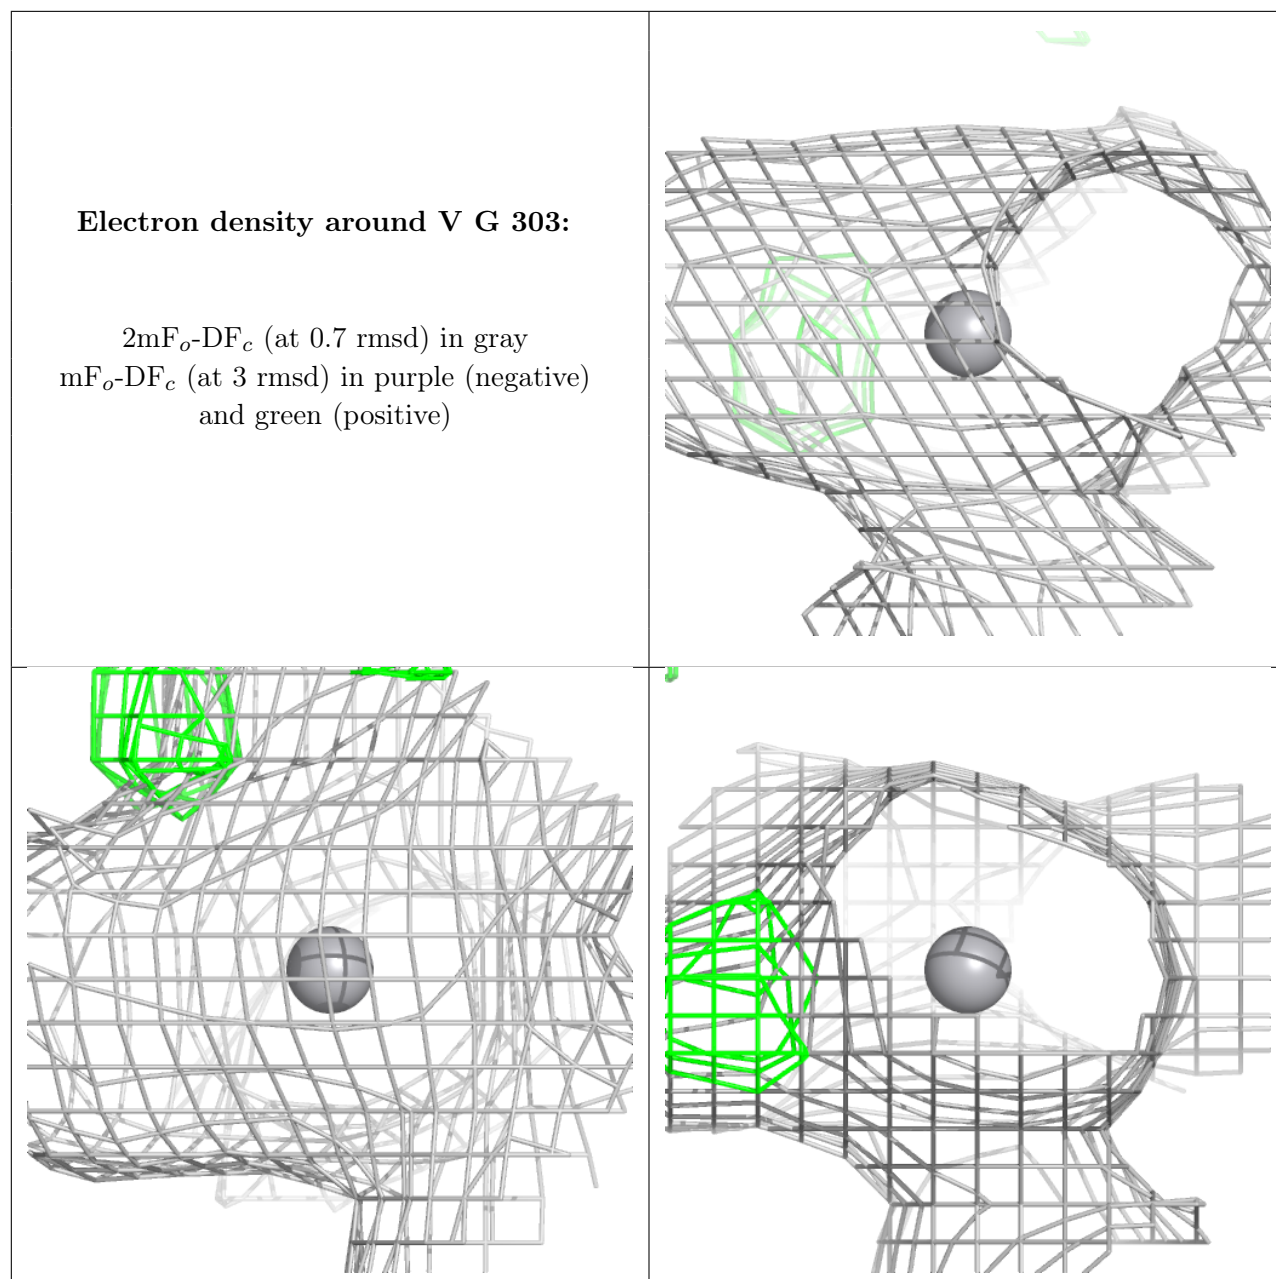 Electron density around V G 303:
2mFo-DFc (at 0.7 rmsd) in gray
mFo-DFc (at 3 rmsd) in purple (negative)
and green (positive)